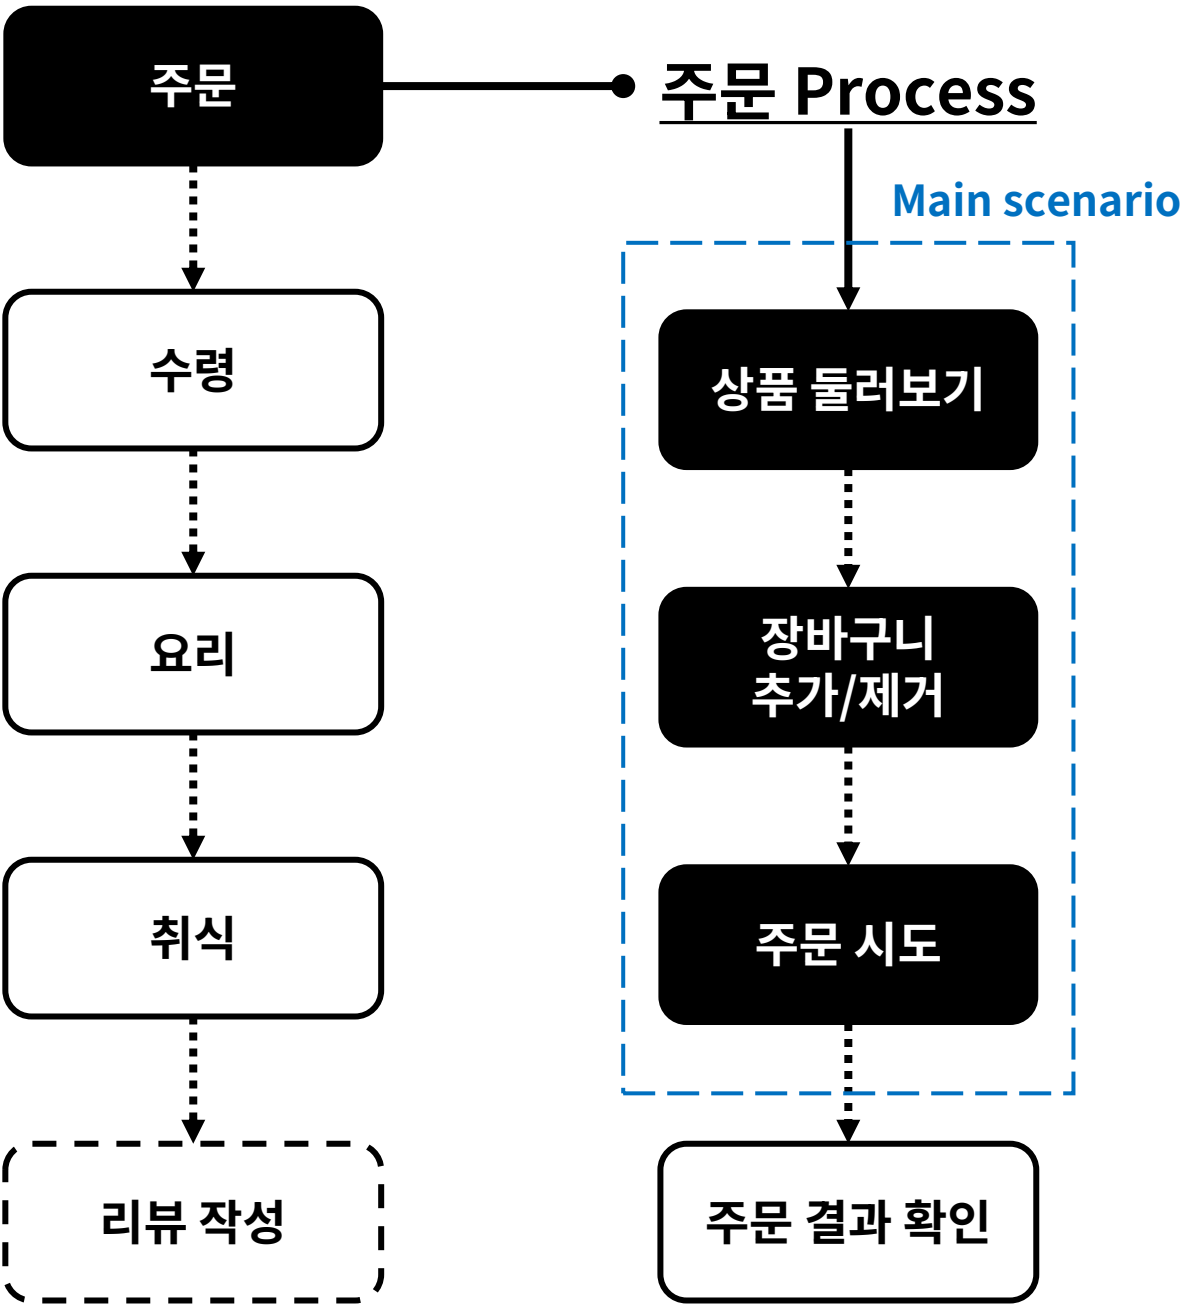 주문
수령
요리
취식
리뷰 작성
주문 Process
Main scenario
상품 둘러보기
장바구니
추가/제거
주문 시도
주문 결과 확인